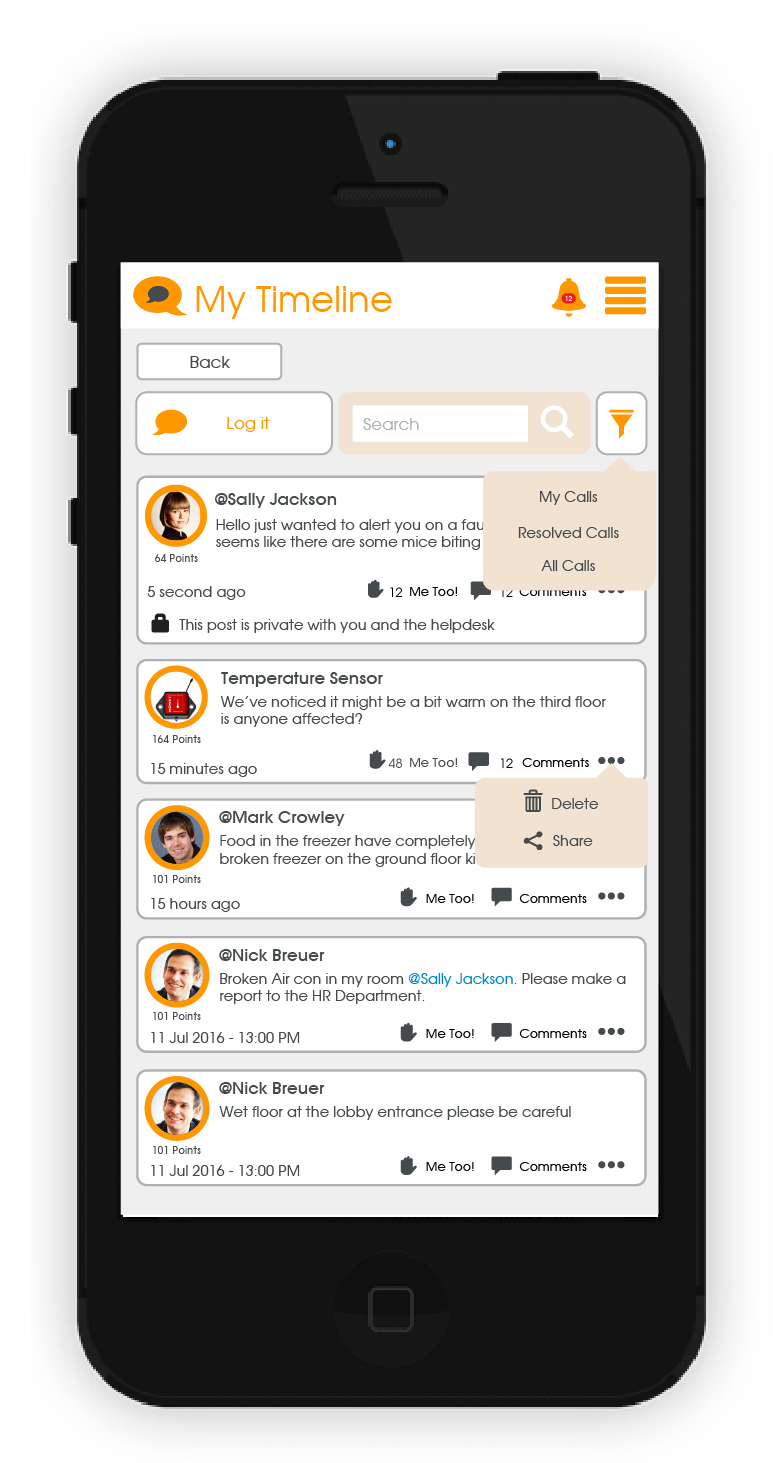 My Timeline
12
Back
Log it
Search
My Calls
Resolved Calls
All Calls
@Sally Jackson
Hello just wanted to alert you on a fau
seems like there are some mice biting
64 Points
5 second ago
12 Me Too!
12 Comments
This post is private with you and the helpdesk
Temperature Sensor
We've noticed it might be a bit warm on the third floor
is anyone affected?
164 Points
15 minutes ago
48 Me Too!
12 Comments
Delete
Share
@Mark Crowley
Food in the freezer have completely
broken freezer on the ground floor ki
101 Points
15 hours ago
Me Too!
Comments
@Nick Breuer
Broken Air con in my room @Sally Jackson. Please make a
report to the HR Department.
101 Points
11 Jul 2016 - 13:00 PM
Me Too!
Comments
@Nick Breuer
Wet floor at the lobby entrance please be careful
101 Points
11 Jul 2016 - 13:00 PM
Me Too!
Comments